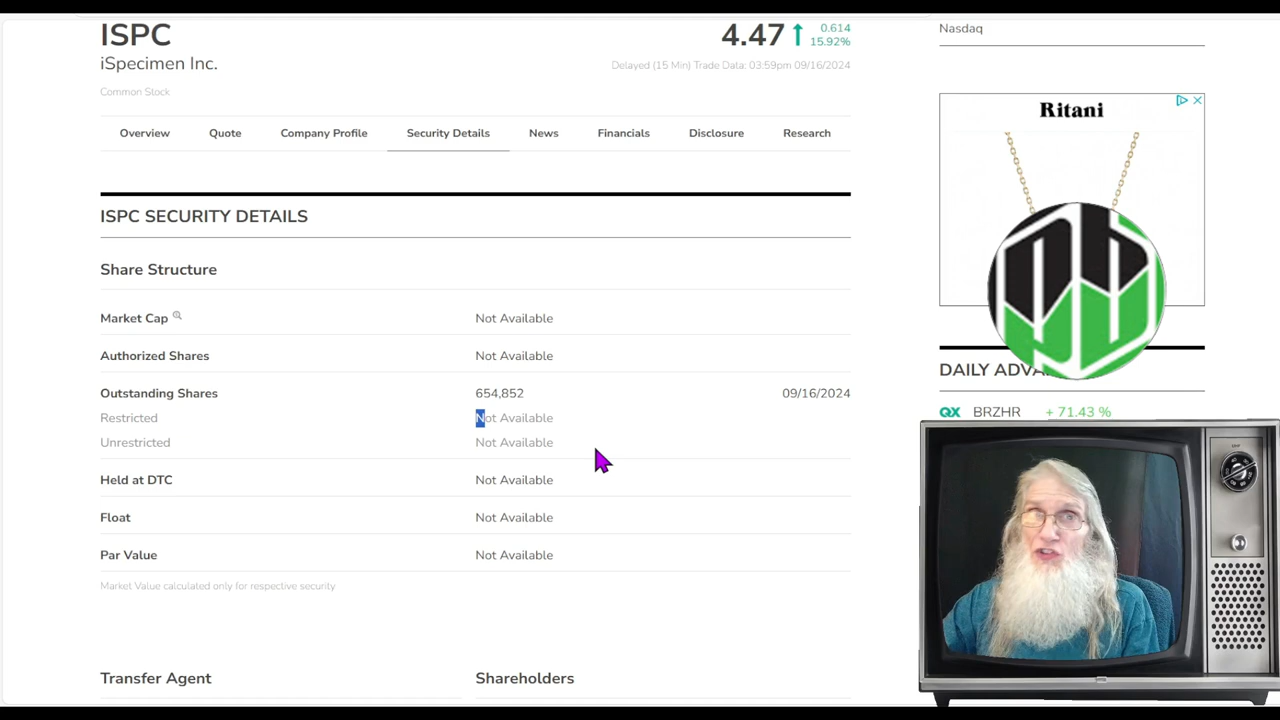 ISPC
4.47
0.614
15.92%
iSpecimen Inc.
Delayed (15 Min) Trade Data: 03:59pm 09/16/2024
Common Stock
Overview Quote Company Profile Security Details News Financials Disclosure Research
ISPC SECURITY DETAILS
Share Structure
Market Cap Not Available
Authorized Shares Not Available
Outstanding Shares 654,852 09/16/2024
Restricted Not Available
Unrestricted Not Available
Held at DTC Not Available
Float Not Available
Par Value Not Available
Market Value calculated only for respective security
Transfer Agent Shareholders
Nasdaq
Ritani
DAILY ADVA
QX BRZHR + 71.43 %